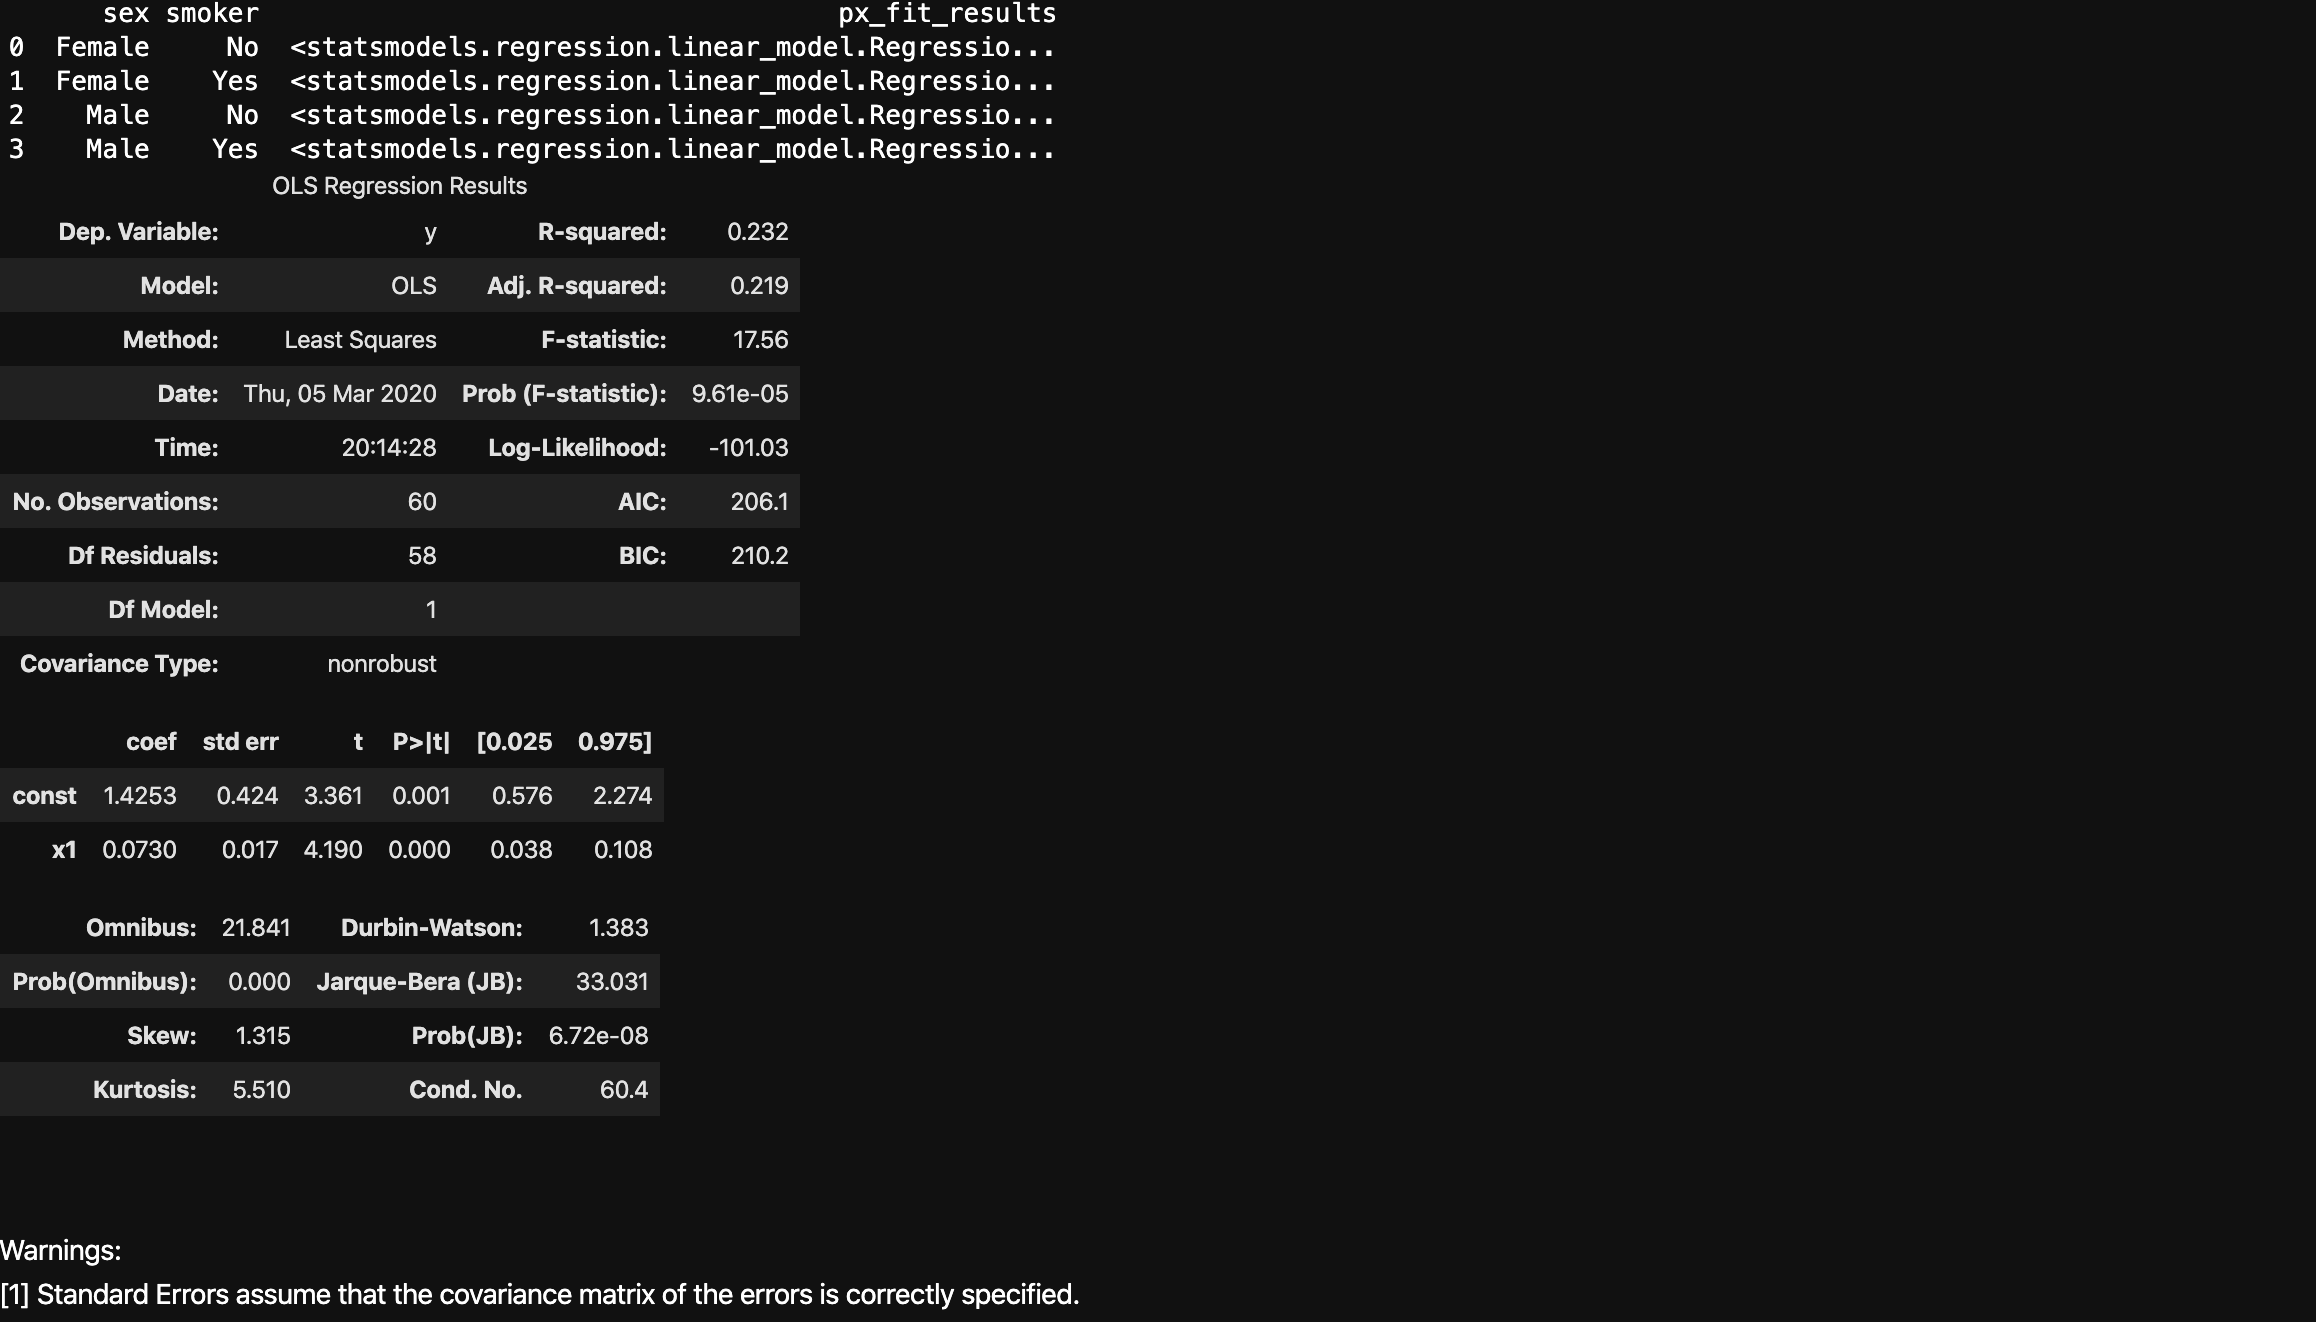 sex smoker px_fit_results
0 Female No <statsmodels.regression.linear_model.Regressio...
1 Female Yes <statsmodels.regression.linear_model.Regressio...
2 Male No <statsmodels.regression.linear_model.Regressio...
3 Male Yes <statsmodels.regression.linear_model.Regressio...
OLS Regression Results
Dep. Variable: y R-squared: 0.232
Model: OLS Adj. R-squared: 0.219
Method: Least Squares F-statistic: 17.56
Date: Thu, 05 Mar 2020 Prob (F-statistic): 9.61e-05
Time: 20:14:28 Log-Likelihood: -101.03
No. Observations: 60 AIC: 206.1
Df Residuals: 58 BIC: 210.2
Df Model: 1
Covariance Type: nonrobust
coef std err t P>|t| [0.025 0.975]
const 1.4253 0.424 3.361 0.001 0.576 2.274
x1 0.0730 0.017 4.190 0.000 0.038 0.108
Omnibus: 21.841 Durbin-Watson: 1.383
Prob(Omnibus): 0.000 Jarque-Bera (JB): 33.031
Skew: 1.315 Prob(JB): 6.72e-08
Kurtosis: 5.510 Cond. No. 60.4
Warnings:
[1] Standard Errors assume that the covariance matrix of the errors is correctly specified.